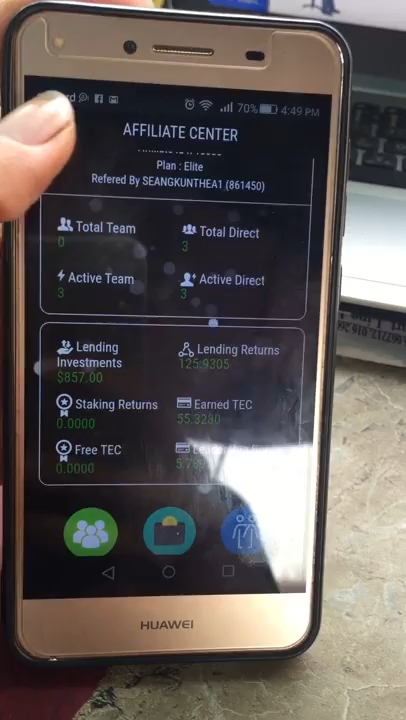 70% 4:49 PM
AFFILIATE CENTER
Plan : Elite
Refered By SEANGKUNTHEA1 (861450)
Total Team
0
Total Direct
3
Active Team
3
Active Direct
3
Lending Investments
$857.00
Lending Returns
125.9305
Staking Returns
0.0000
Earned TEC
55.3280
Free TEC
0.0000
HUAWEI